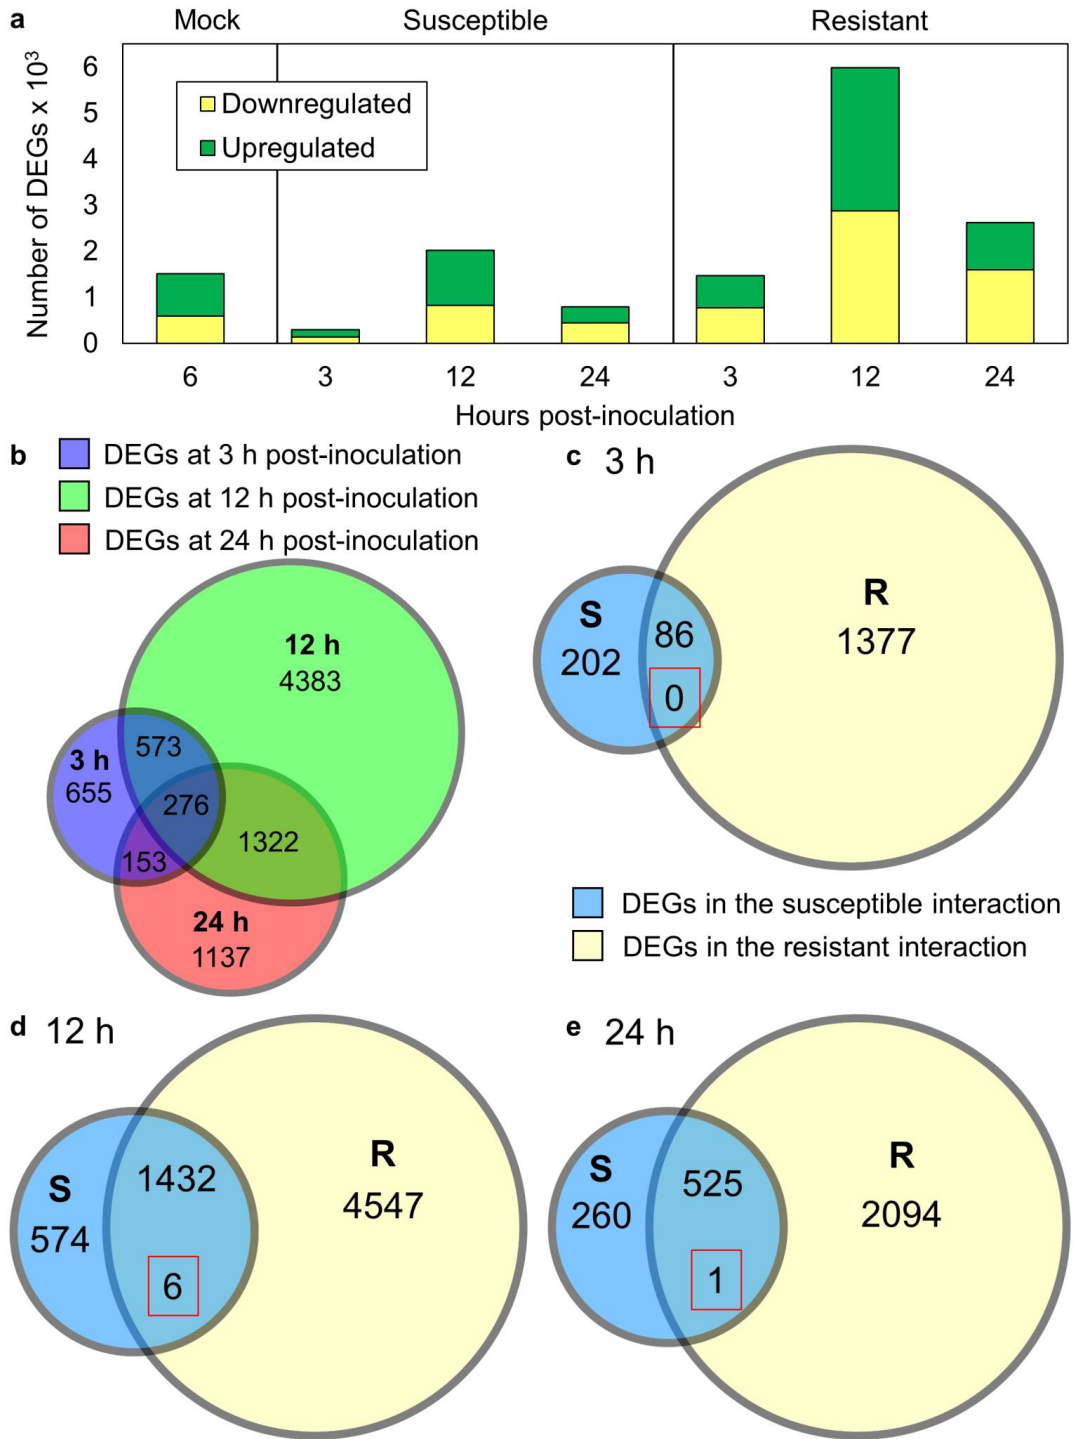 a Mock Susceptible Resistant
Number of DEGs x 10³
6
5
4
3
2
1
0
Downregulated
Upregulated
6 3 12 24 3 12 24
Hours post-inoculation
b
DEGs at 3 h post-inoculation
DEGs at 12 h post-inoculation
DEGs at 24 h post-inoculation
12 h
4383
573
3 h
655
276
1322
153
24 h
1137
c 3 h
S
202
86
0
R
1377
DEGs in the susceptible interaction
DEGs in the resistant interaction
d 12 h
S
574
1432
6
R
4547
e 24 h
S
260
525
1
R
2094